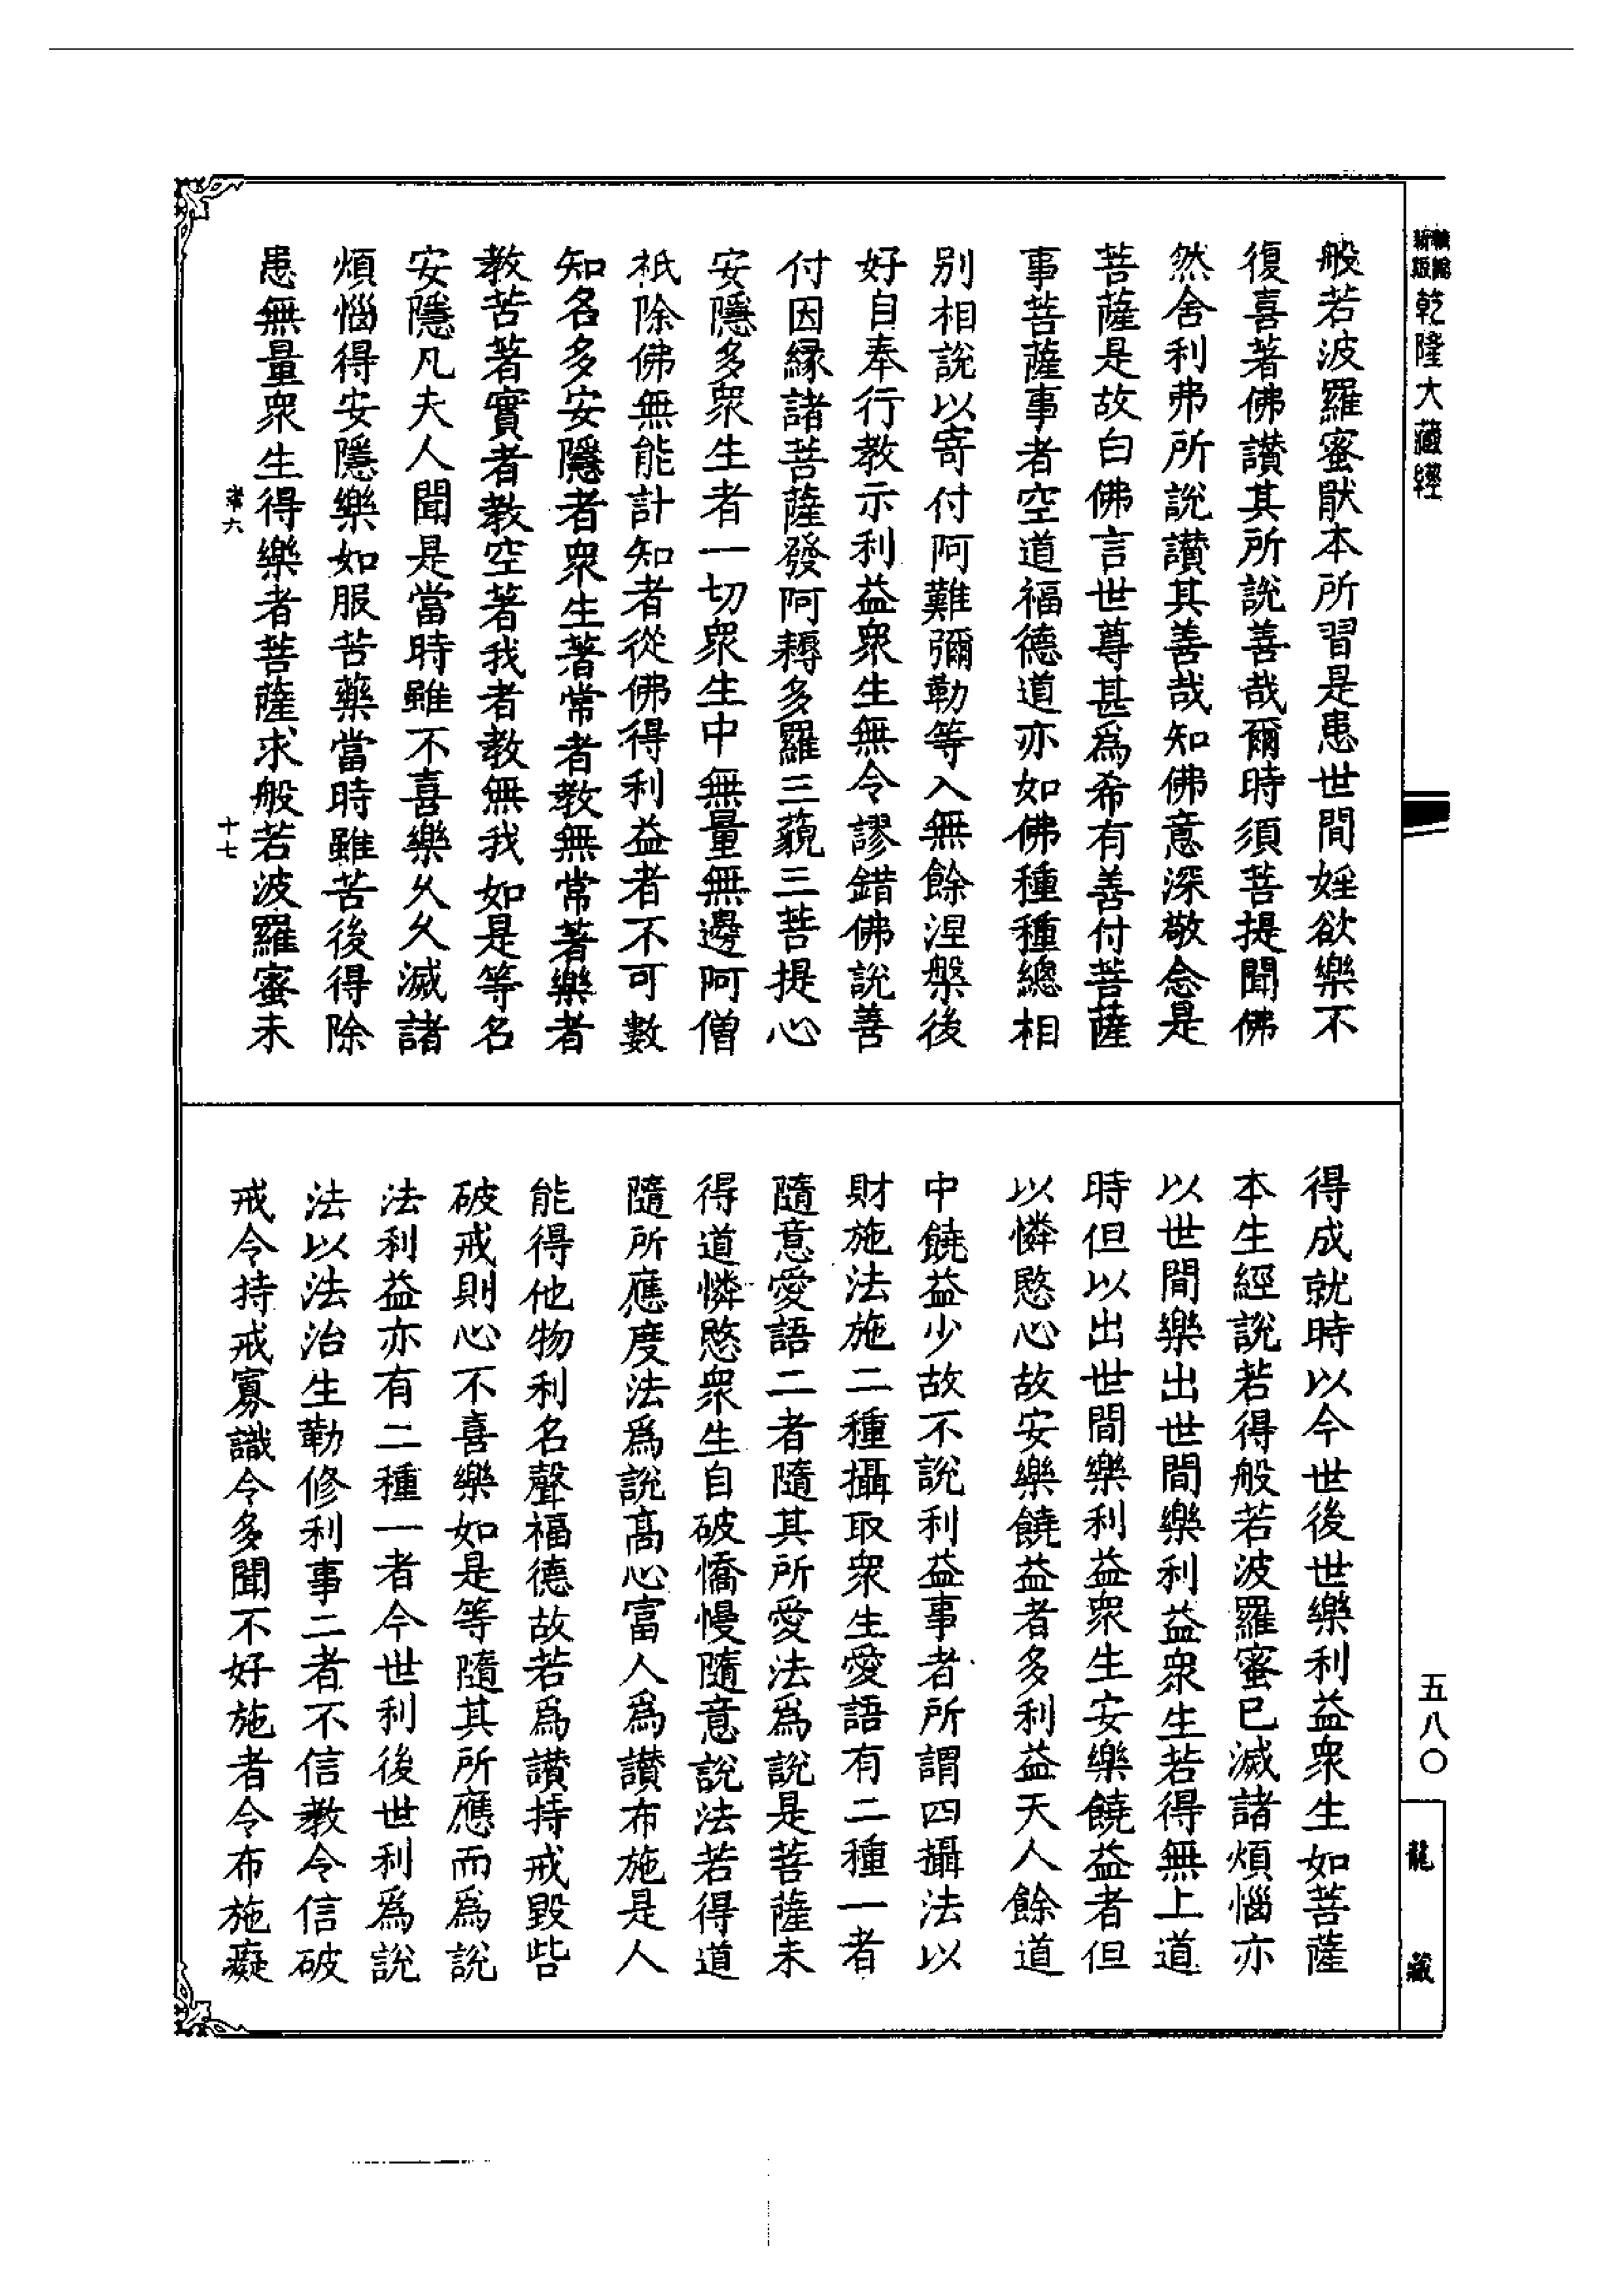 乾隆大藏經
般若波羅蜜猒本所習是患世間婬欲樂不
復喜著佛讃其所說善哉爾時須菩提聞佛
然舍利弗所說讃其善哉知佛意深敬念是
菩薩是故白佛言世尊甚爲希有善付菩薩
事菩薩事者空道福德道亦如佛種種總相
别相說以寄付阿難彌勒等入無餘涅槃後
好自奉行教示利益衆生無令謬錯佛說善
付因緣諸菩薩發阿耨多羅三藐三菩提心
安隱多衆生者一切衆生中無量無邊阿僧
祇除佛無能計知者從佛得利益者不可數
知名多安隱者衆生著常者教無常著樂者
教苦著實者教空著我者教無我如是等名
安隱凡夫人聞是當時雖不喜樂久久滅諸
煩惱得安隱樂如服苦藥當時雖苦後得除
患無量衆生得樂者菩薩求般若波羅蜜未
六
十七
得成就時以今世後世樂利益衆生如菩薩
本生經說若得般若波羅蜜已滅諸煩惱亦
以世間樂出世間樂利益衆生若得無上道
時但以出世間樂利益衆生安樂饒益者但
以憐愍心故安樂饒益者多利益天人餘道
中饒益少故不說利益事者所謂四攝法以
財施法施二種攝取衆生愛語有二種一者
隨意愛語二者隨其所愛法爲說是菩薩未
得道憐愍衆生自破憍慢隨意說法若得道
隨所應度法爲說高心富人爲讃布施是人
能得他物利名聲福德故若爲讃持戒毀呰
破戒則心不喜樂如是等隨其所應而爲說
法利益亦有二種一者今世利後世利爲說
法以法治生勤修利事二者不信教令信破
戒令持戒寡識令多聞不好施者令布施癡
五八〇
龍藏